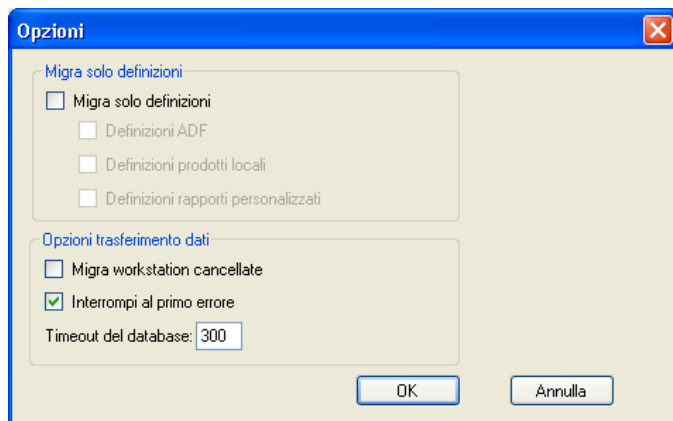 Opzioni
Migra solo definizioni
Migra solo definizioni
Definizioni ADF
Definizioni prodotti locali
Definizioni rapporti personalizzati
Opzioni trasferimento dati
Migra workstation cancellate
Interrompi al primo errore
Timeout del database: 300
OK Annulla